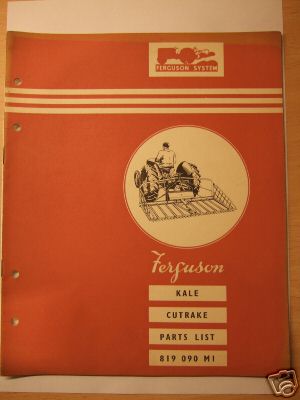 FERGUSON SYSTEM
Ferguson
KALE
CUTRAKE
PARTS LIST
819 090 M1